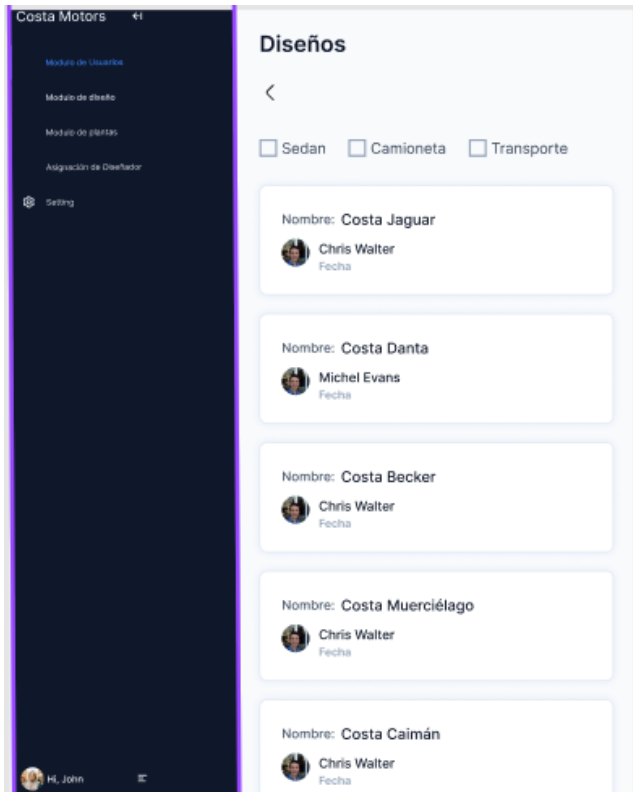 Costa Motors
Modulo de Usuarios
Modulo de diseño
Modulo de plantas
Asignación de Diseñador
Setting
Hi, John
Diseños
Sedan Camioneta Transporte
Nombre: Costa Jaguar
Chris Walter
Fecha
Nombre: Costa Danta
Michel Evans
Fecha
Nombre: Costa Becker
Chris Walter
Fecha
Nombre: Costa Muerciélago
Chris Walter
Fecha
Nombre: Costa Caimán
Chris Walter
Fecha